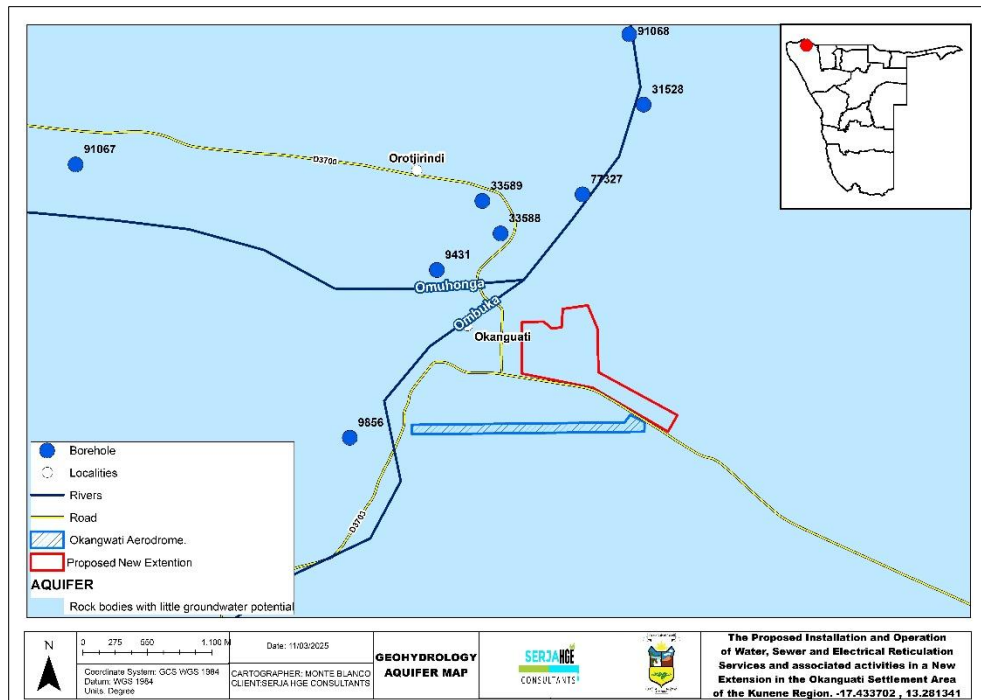 91068
31528
91067
Orotjirindi
D3700
33589
77327
33588
9431
Omuhonga
Ombuka
Okanguati
9856
D3703
Borehole
Localities
Rivers
Road
Okangwati Aerodrome.
Proposed New Extention
AQUIFER
Rock bodies with little groundwater potential
N
0 275 550 1,100 M
Coordinate System: GCS WGS 1984
Datum: WGS 1984
Units: Degree
Date: 11/03/2025
CARTOGRAPHER: MONTE BLANCO
CLIENT:SERJA HGE CONSULTANTS
GEOHYDROLOGY
AQUIFER MAP
SERJAHGE
CONSULTANTS
The Proposed Installation and Operation
of Water, Sewer and Electrical Reticulation
Services and associated activities in a New
Extension in the Okanguati Settlement Area
of the Kunene Region. -17.433702 , 13.281341